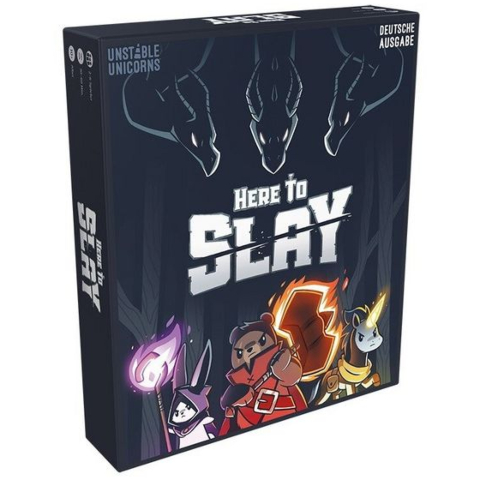 UNSTABLE
UNICORNS
DEUTSCHE
AUSGABE
HERE TO
SLAY
HERE TO
SLAY